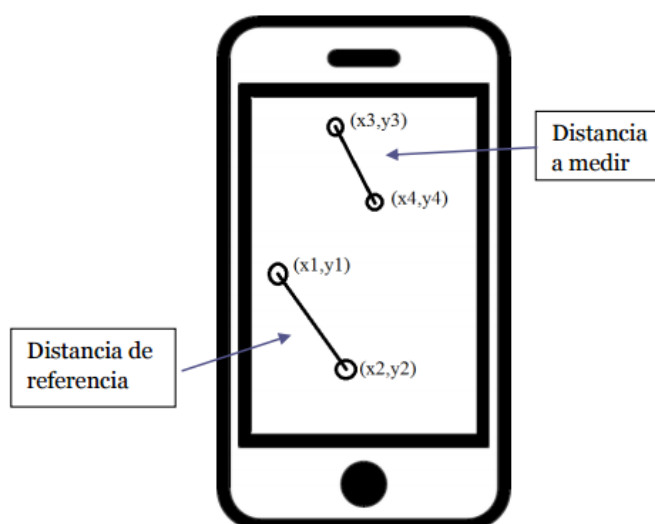 (x3,y3)
Distancia
a medir
(x4,y4)
(x1,y1)
Distancia de
referencia
(x2,y2)